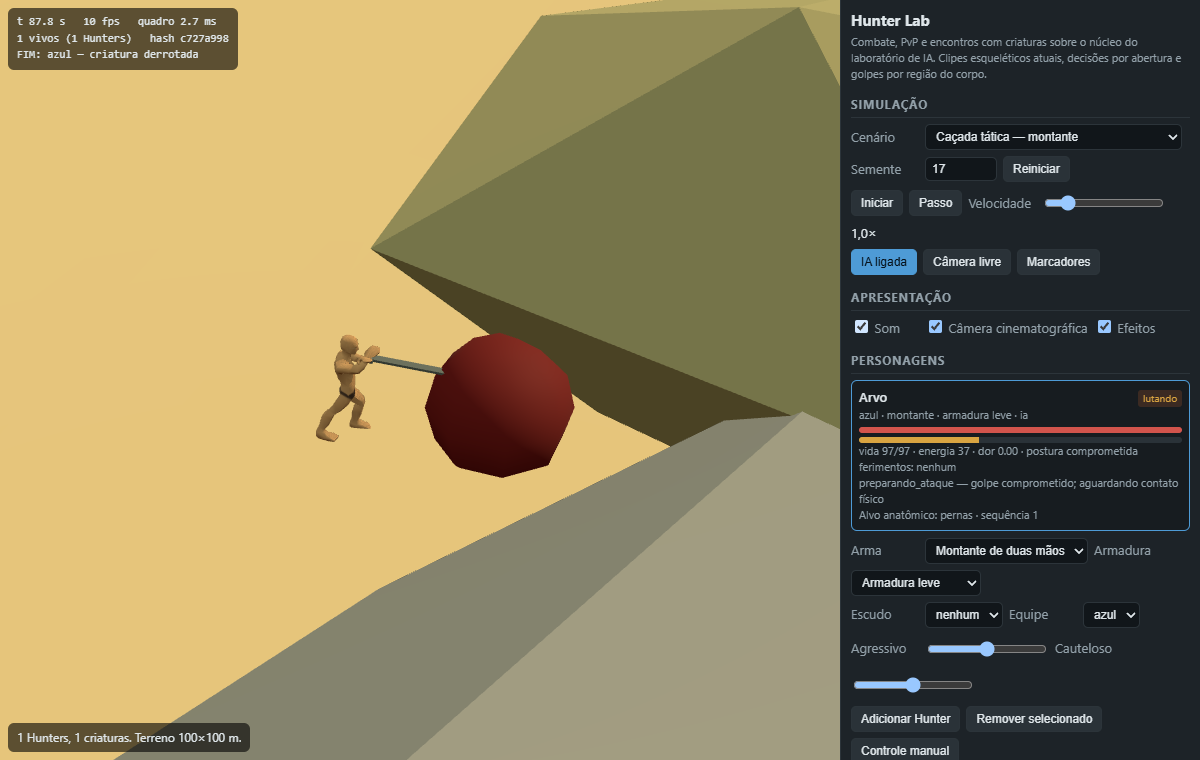 t 87.8 s 10 fps quadro 2.7 ms
1 vivos (1 Hunters) hash c727a998
FIM: azul — criatura derrotada
1 Hunters, 1 criaturas. Terreno 100×100 m.
Hunter Lab
Combate, PvP e encontros com criaturas sobre o núcleo do
laboratório de IA. Clipes esqueléticos atuais, decisões por abertura e
golpes por região do corpo.
SIMULAÇÃO
Cenário Caçada tática — montante
Semente 17 Reiniciar
Iniciar Passo Velocidade
1,0×
IA ligada Câmera livre Marcadores
APRESENTAÇÃO
Som Câmera cinematográfica Efeitos
PERSONAGENS
Arvo lutando
azul · montante · armadura leve · ia
vida 97/97 · energia 37 · dor 0.00 · postura comprometida
ferimentos: nenhum
preparando_ataque — golpe comprometido; aguardando contato
físico
Alvo anatômico: pernas · sequência 1
Arma Montante de duas mãos Armadura
Armadura leve
Escudo nenhum Equipe azul
Agressivo Cauteloso
Adicionar Hunter Remover selecionado
Controle manual